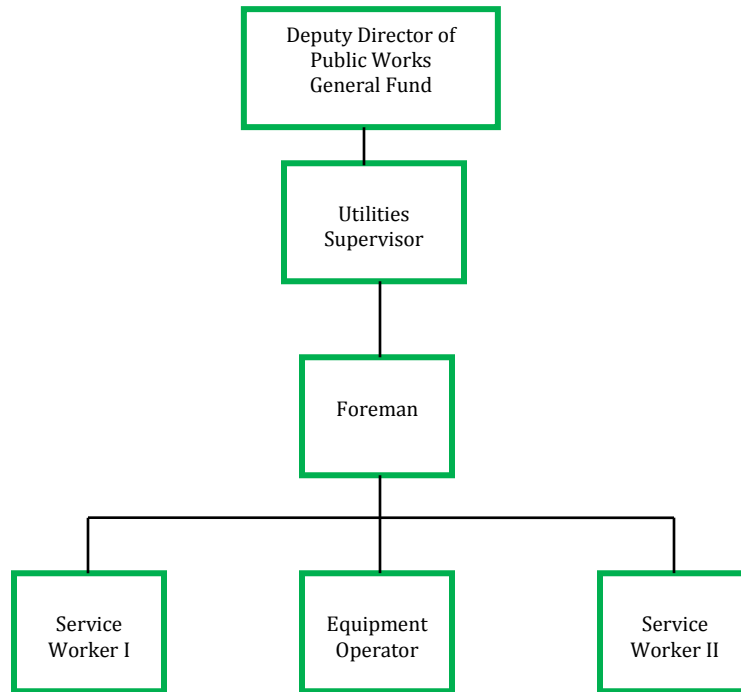 Deputy Director of
Public Works
General Fund
Utilities
Supervisor
Foreman
Service
Worker I
Equipment
Operator
Service
Worker II